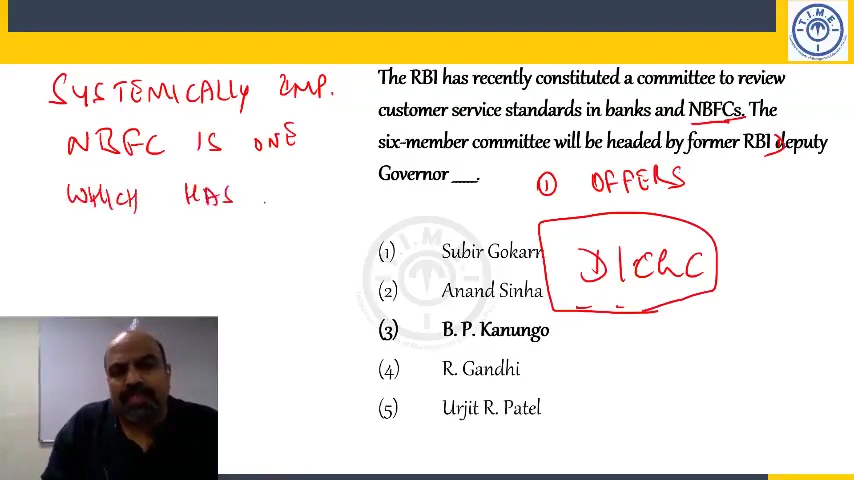 T.I.M.E.
SYSTEMICALLY IMP.
NBFC IS ONE
WHICH HAS
The RBI has recently constituted a committee to review
customer service standards in banks and NBFCs. The
six-member committee will be headed by former RBI deputy
Governor ___.
① OFFERS
DICGC
(1) Subir Gokarn
(2) Anand Sinha
(3) B. P. Kanungo
(4) R. Gandhi
(5) Urjit R. Patel